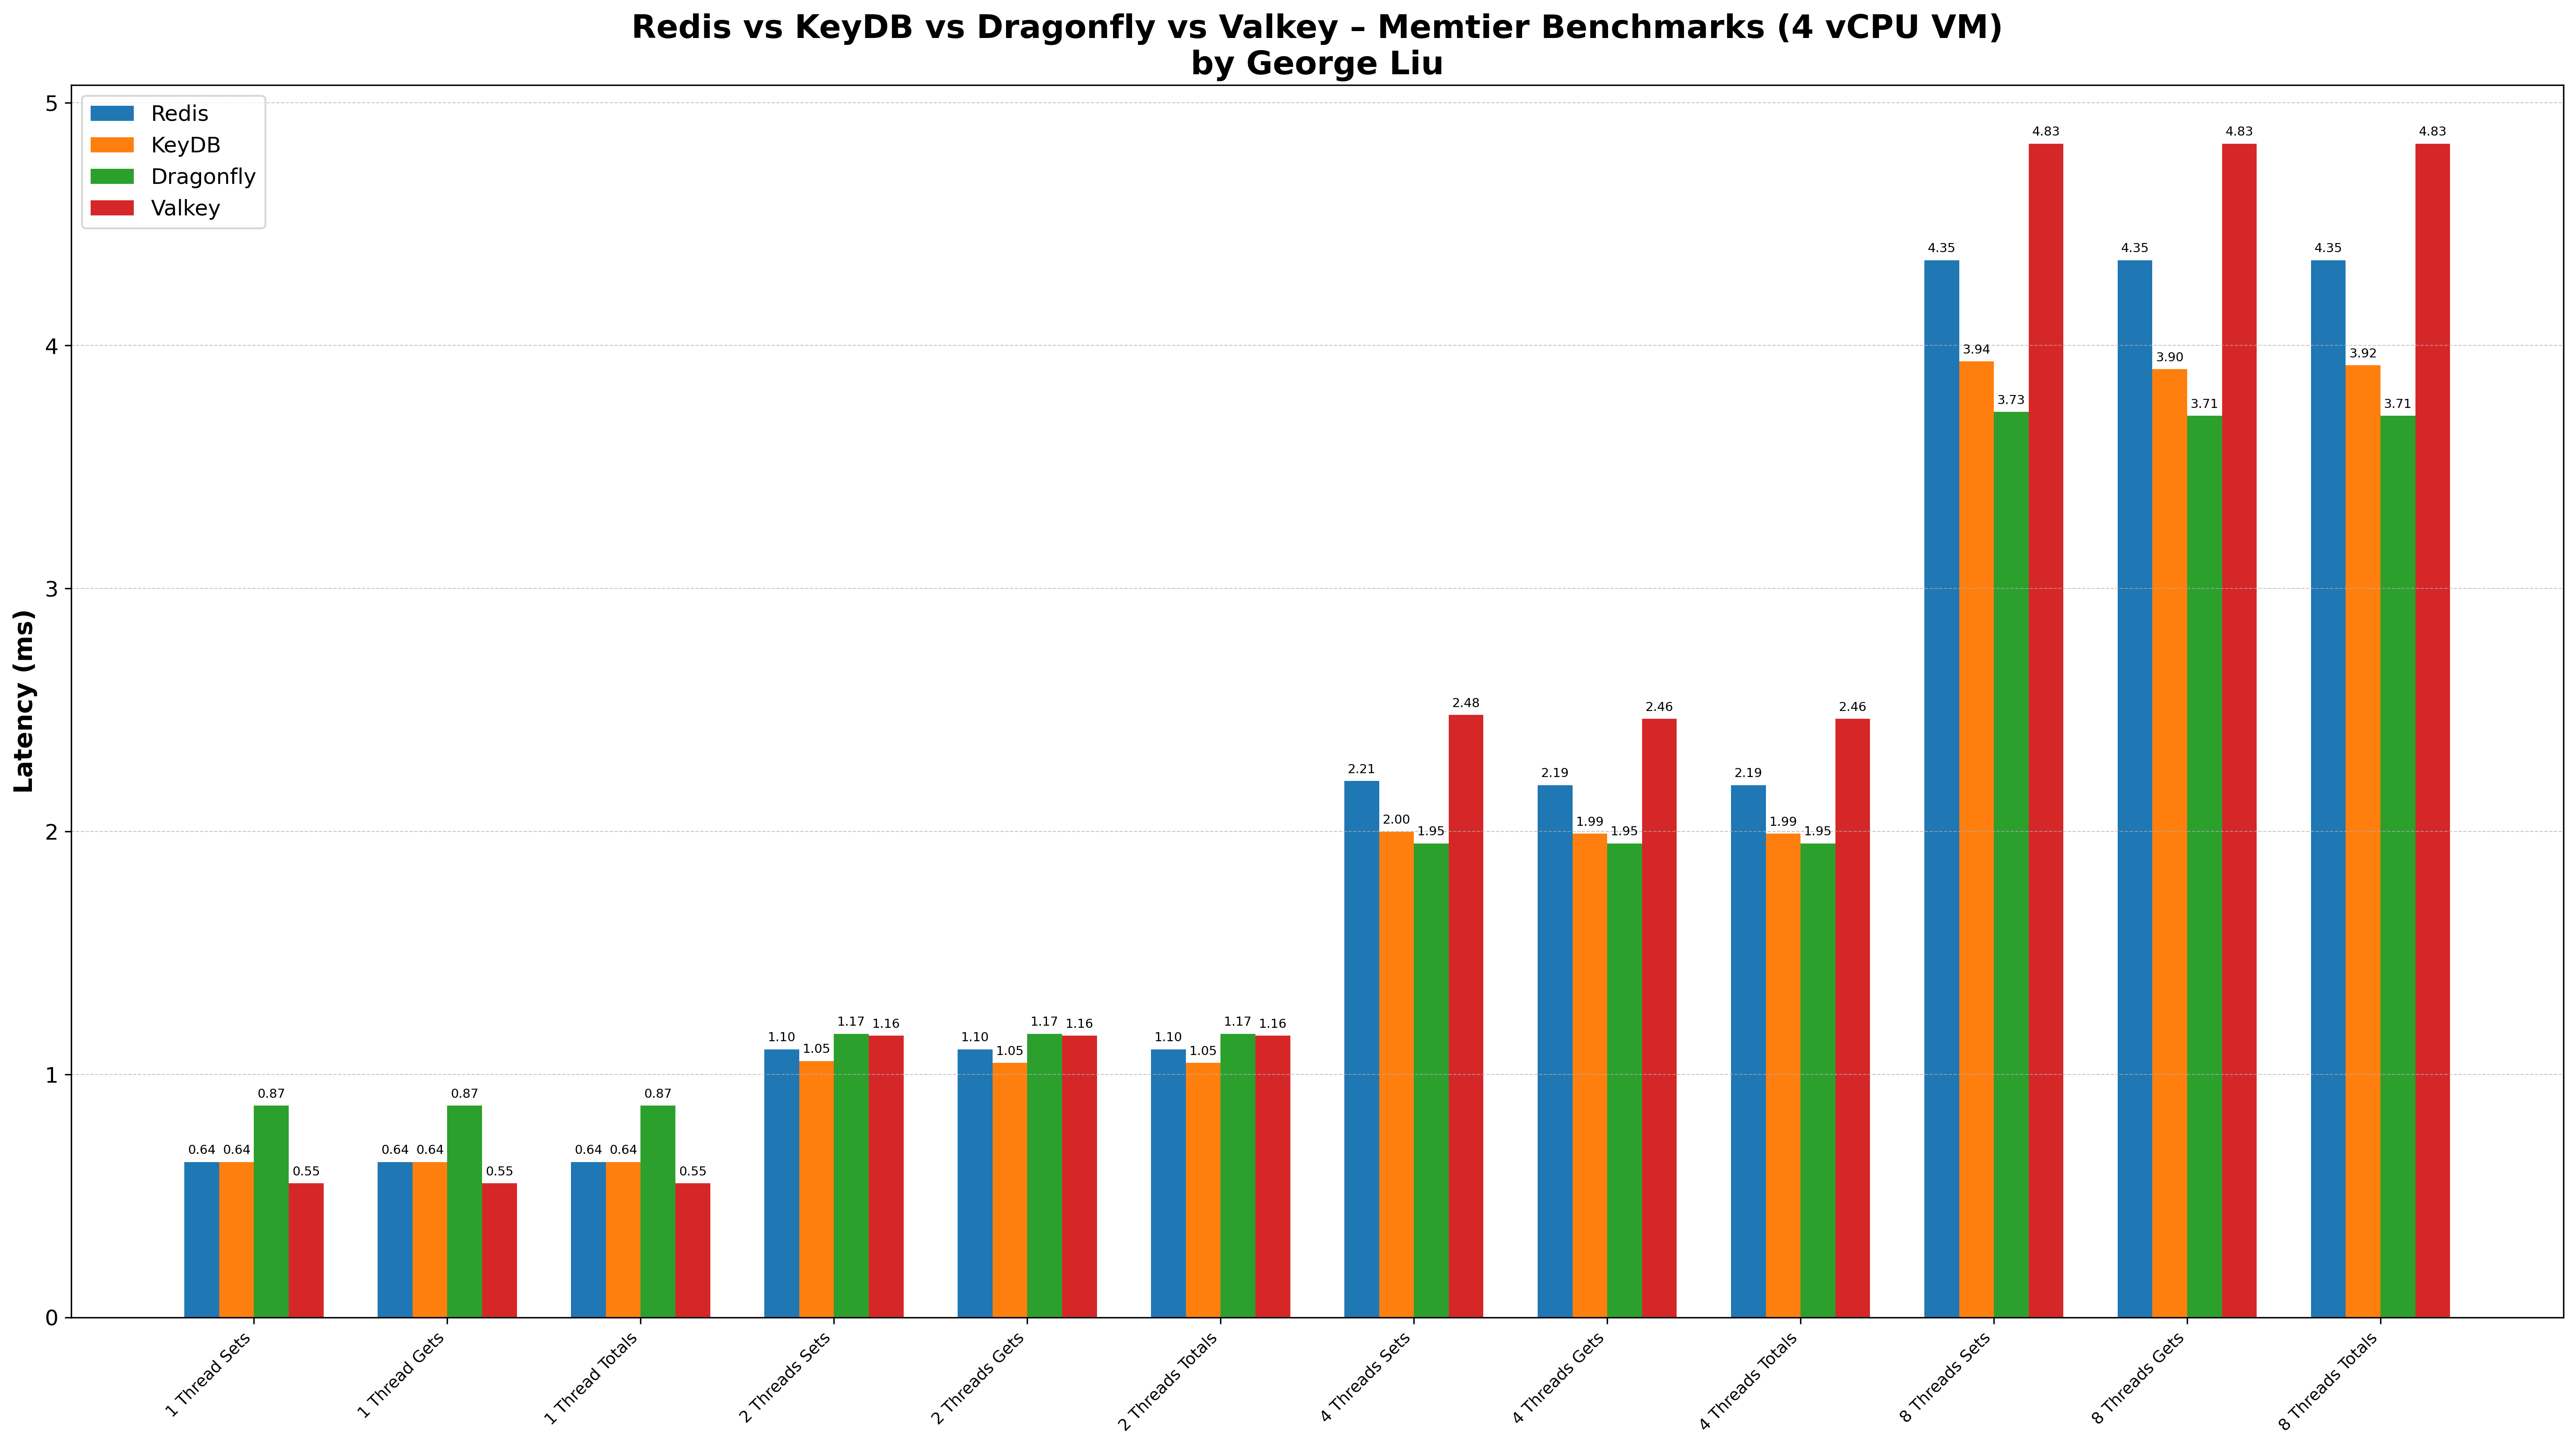 Redis vs KeyDB vs Dragonfly vs Valkey – Memtier Benchmarks (4 vCPU VM)
by George Liu
Redis
KeyDB
Dragonfly
Valkey
Latency (ms)
5
4
3
2
1
0
0.64 0.64 0.87 0.55
0.64 0.64 0.87 0.55
0.64 0.64 0.87 0.55
1.10 1.05 1.17 1.16
1.10 1.05 1.17 1.16
1.10 1.05 1.17 1.16
2.21 2.00 1.95 2.48
2.19 1.99 1.95 2.46
2.19 1.99 1.95 2.46
4.35 3.94 3.73 4.83
4.35 3.90 3.71 4.83
4.35 3.92 3.71 4.83
1 Thread Sets
1 Thread Gets
1 Thread Totals
2 Threads Sets
2 Threads Gets
2 Threads Totals
4 Threads Sets
4 Threads Gets
4 Threads Totals
8 Threads Sets
8 Threads Gets
8 Threads Totals